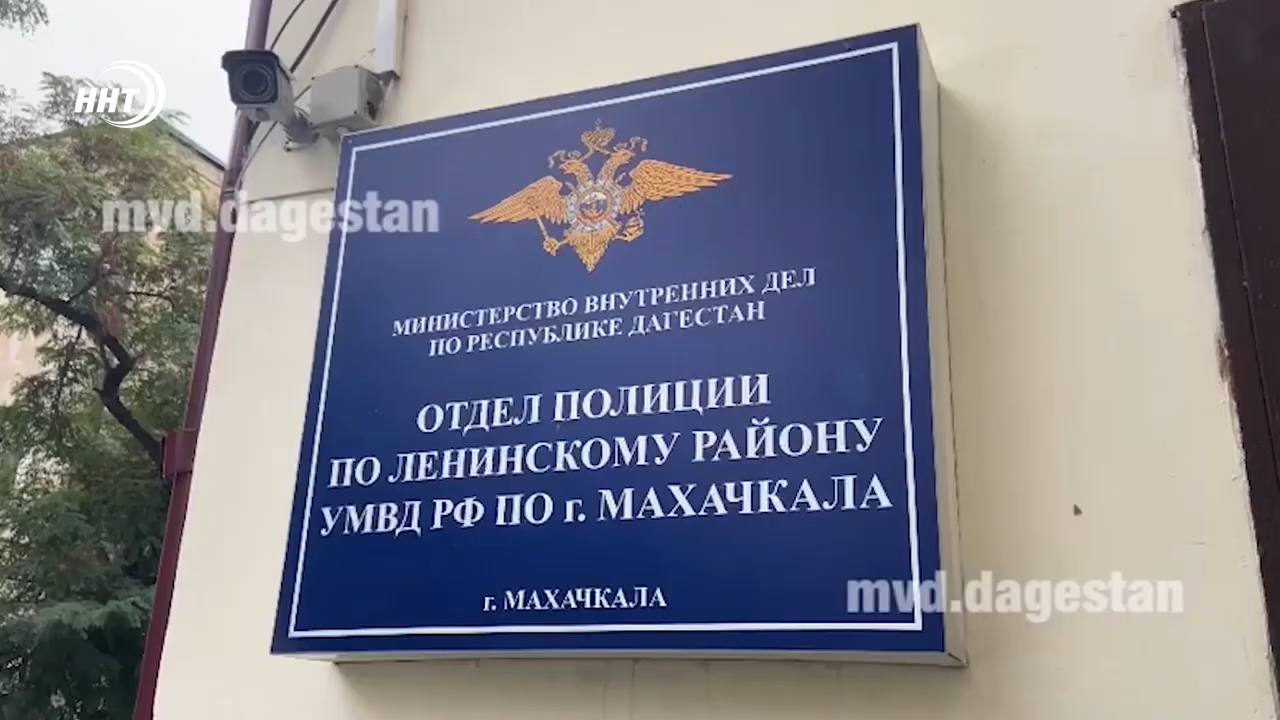 ННТ
mvd.dagestan
МИНИСТЕРСТВО ВНУТРЕННИХ ДЕЛ
ПО РЕСПУБЛИКЕ ДАГЕСТАН
ОТДЕЛ ПОЛИЦИИ
ПО ЛЕНИНСКОМУ РАЙОНУ
УМВД РФ ПО г. МАХАЧКАЛА
г. МАХАЧКАЛА
mvd.dagestan